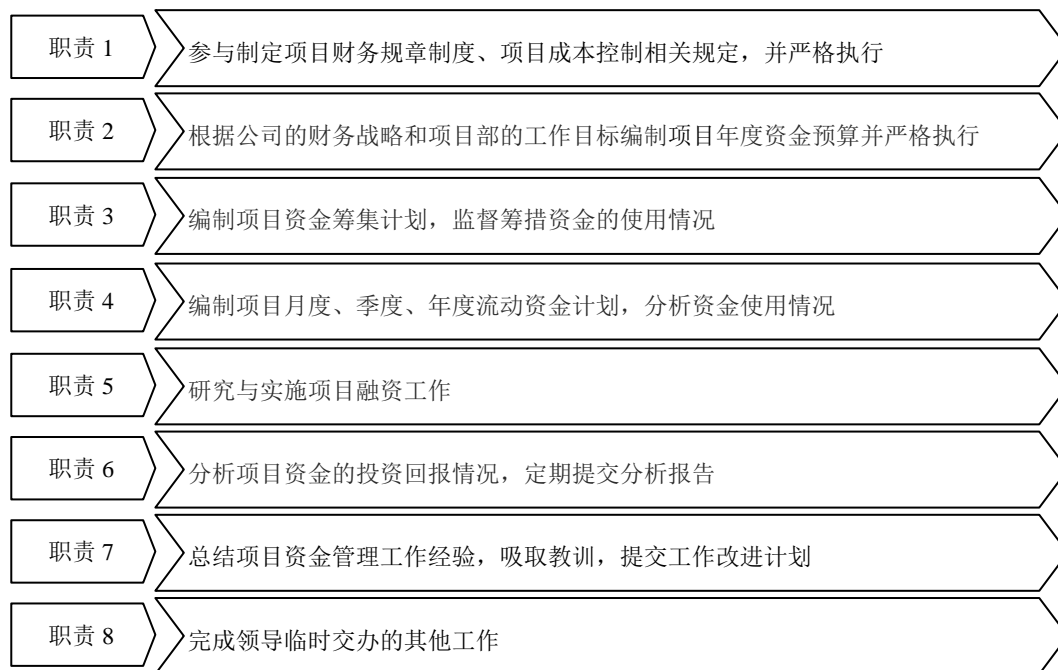 职责 1
参与制定项目财务规章制度、项目成本控制相关规定，并严格执行
职责 2
根据公司的财务战略和项目部的工作目标编制项目年度资金预算并严格执行
职责 3
编制项目资金筹集计划，监督筹措资金的使用情况
职责 4
编制项目月度、季度、年度流动资金计划，分析资金使用情况
职责 5
研究与实施项目融资工作
职责 6
分析项目资金的投资回报情况，定期提交分析报告
职责 7
总结项目资金管理工作经验，吸取教训，提交工作改进计划
职责 8
完成领导临时交办的其他工作